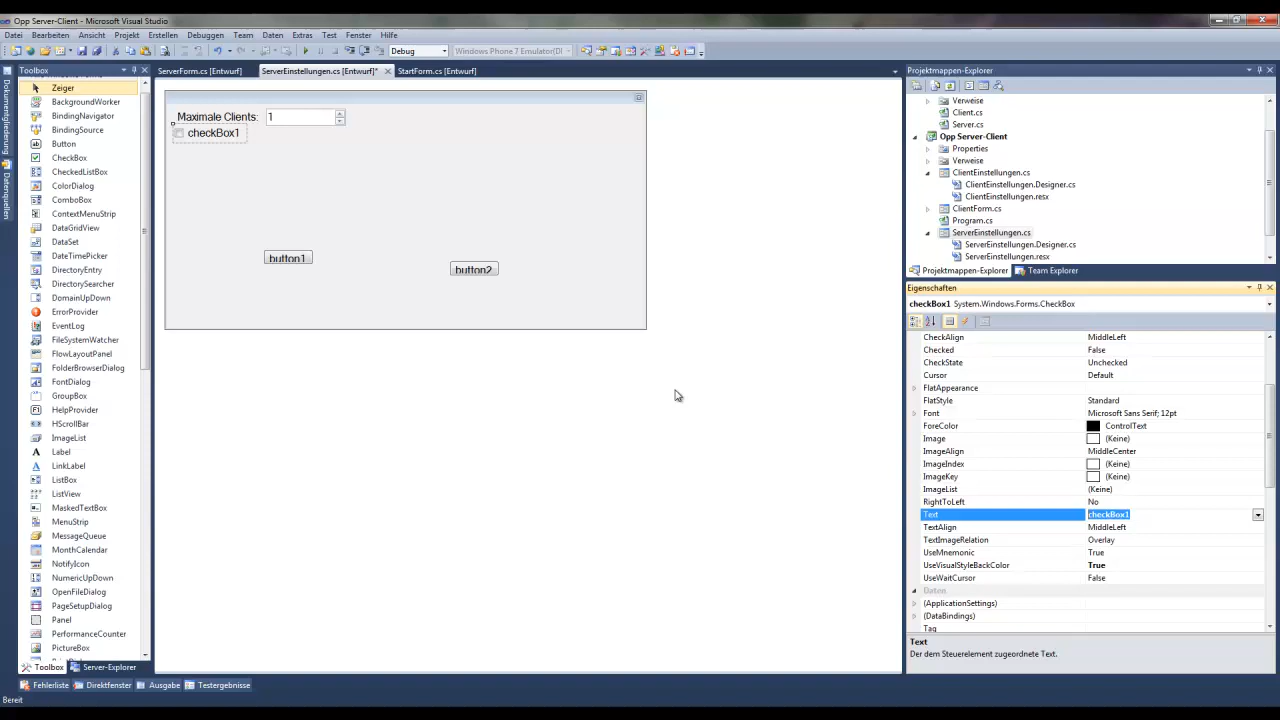 Opp Server-Client - Microsoft Visual Studio
Datei Bearbeiten Ansicht Projekt Erstellen Debuggen Team Daten Extras Test Fenster Hilfe
Debug Windows Phone 7 Emulator(D
Toolbox
ServerForm.cs [Entwurf] ServerEinstellungen.cs [Entwurf]* StartForm.cs [Entwurf]
Dokumentgliederung
Datenquellen
Zeiger
BackgroundWorker
BindingNavigator
BindingSource
Button
CheckBox
CheckedListBox
ColorDialog
ComboBox
ContextMenuStrip
DataGridView
DataSet
DateTimePicker
DirectoryEntry
DirectorySearcher
DomainUpDown
ErrorProvider
EventLog
FileSystemWatcher
FlowLayoutPanel
FolderBrowserDialog
FontDialog
GroupBox
HelpProvider
HScrollBar
ImageList
Label
LinkLabel
ListBox
ListView
MaskedTextBox
MenuStrip
MessageQueue
MonthCalendar
NotifyIcon
NumericUpDown
OpenFileDialog
PageSetupDialog
Panel
PerformanceCounter
PictureBox
Toolbox Server-Explorer
Maximale Clients: 1
checkBox1
button1
button2
Projektmappen-Explorer
Verweise
Client.cs
Server.cs
Opp Server-Client
Properties
Verweise
ClientEinstellungen.cs
ClientEinstellungen.Designer.cs
ClientEinstellungen.resx
ClientForm.cs
Program.cs
ServerEinstellungen.cs
ServerEinstellungen.Designer.cs
ServerEinstellungen.resx
Projektmappen-Explorer Team Explorer
Eigenschaften
checkBox1 System.Windows.Forms.CheckBox
CheckAlign MiddleLeft
Checked False
CheckState Unchecked
Cursor Default
FlatAppearance
FlatStyle Standard
Font Microsoft Sans Serif; 12pt
ForeColor ControlText
Image (Keine)
ImageAlign MiddleCenter
ImageIndex (Keine)
ImageKey (Keine)
ImageList (Keine)
RightToLeft No
Text checkBox1
TextAlign MiddleLeft
TextImageRelation Overlay
UseMnemonic True
UseVisualStyleBackColor True
UseWaitCursor False
Daten
(ApplicationSettings)
(DataBindings)
Tag
Text
Der dem Steuerelement zugeordnete Text.
Fehlerliste Direktfenster Ausgabe Testergebnisse
Bereit